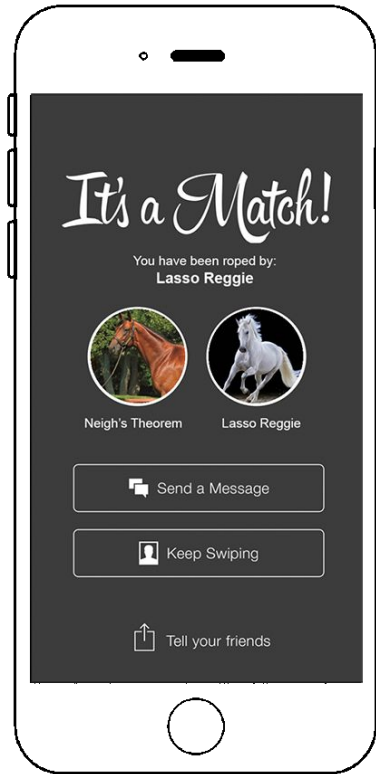 It's a Match!
You have been roped by:
Lasso Reggie
Neigh's Theorem
Lasso Reggie
Send a Message
Keep Swiping
Tell your friends